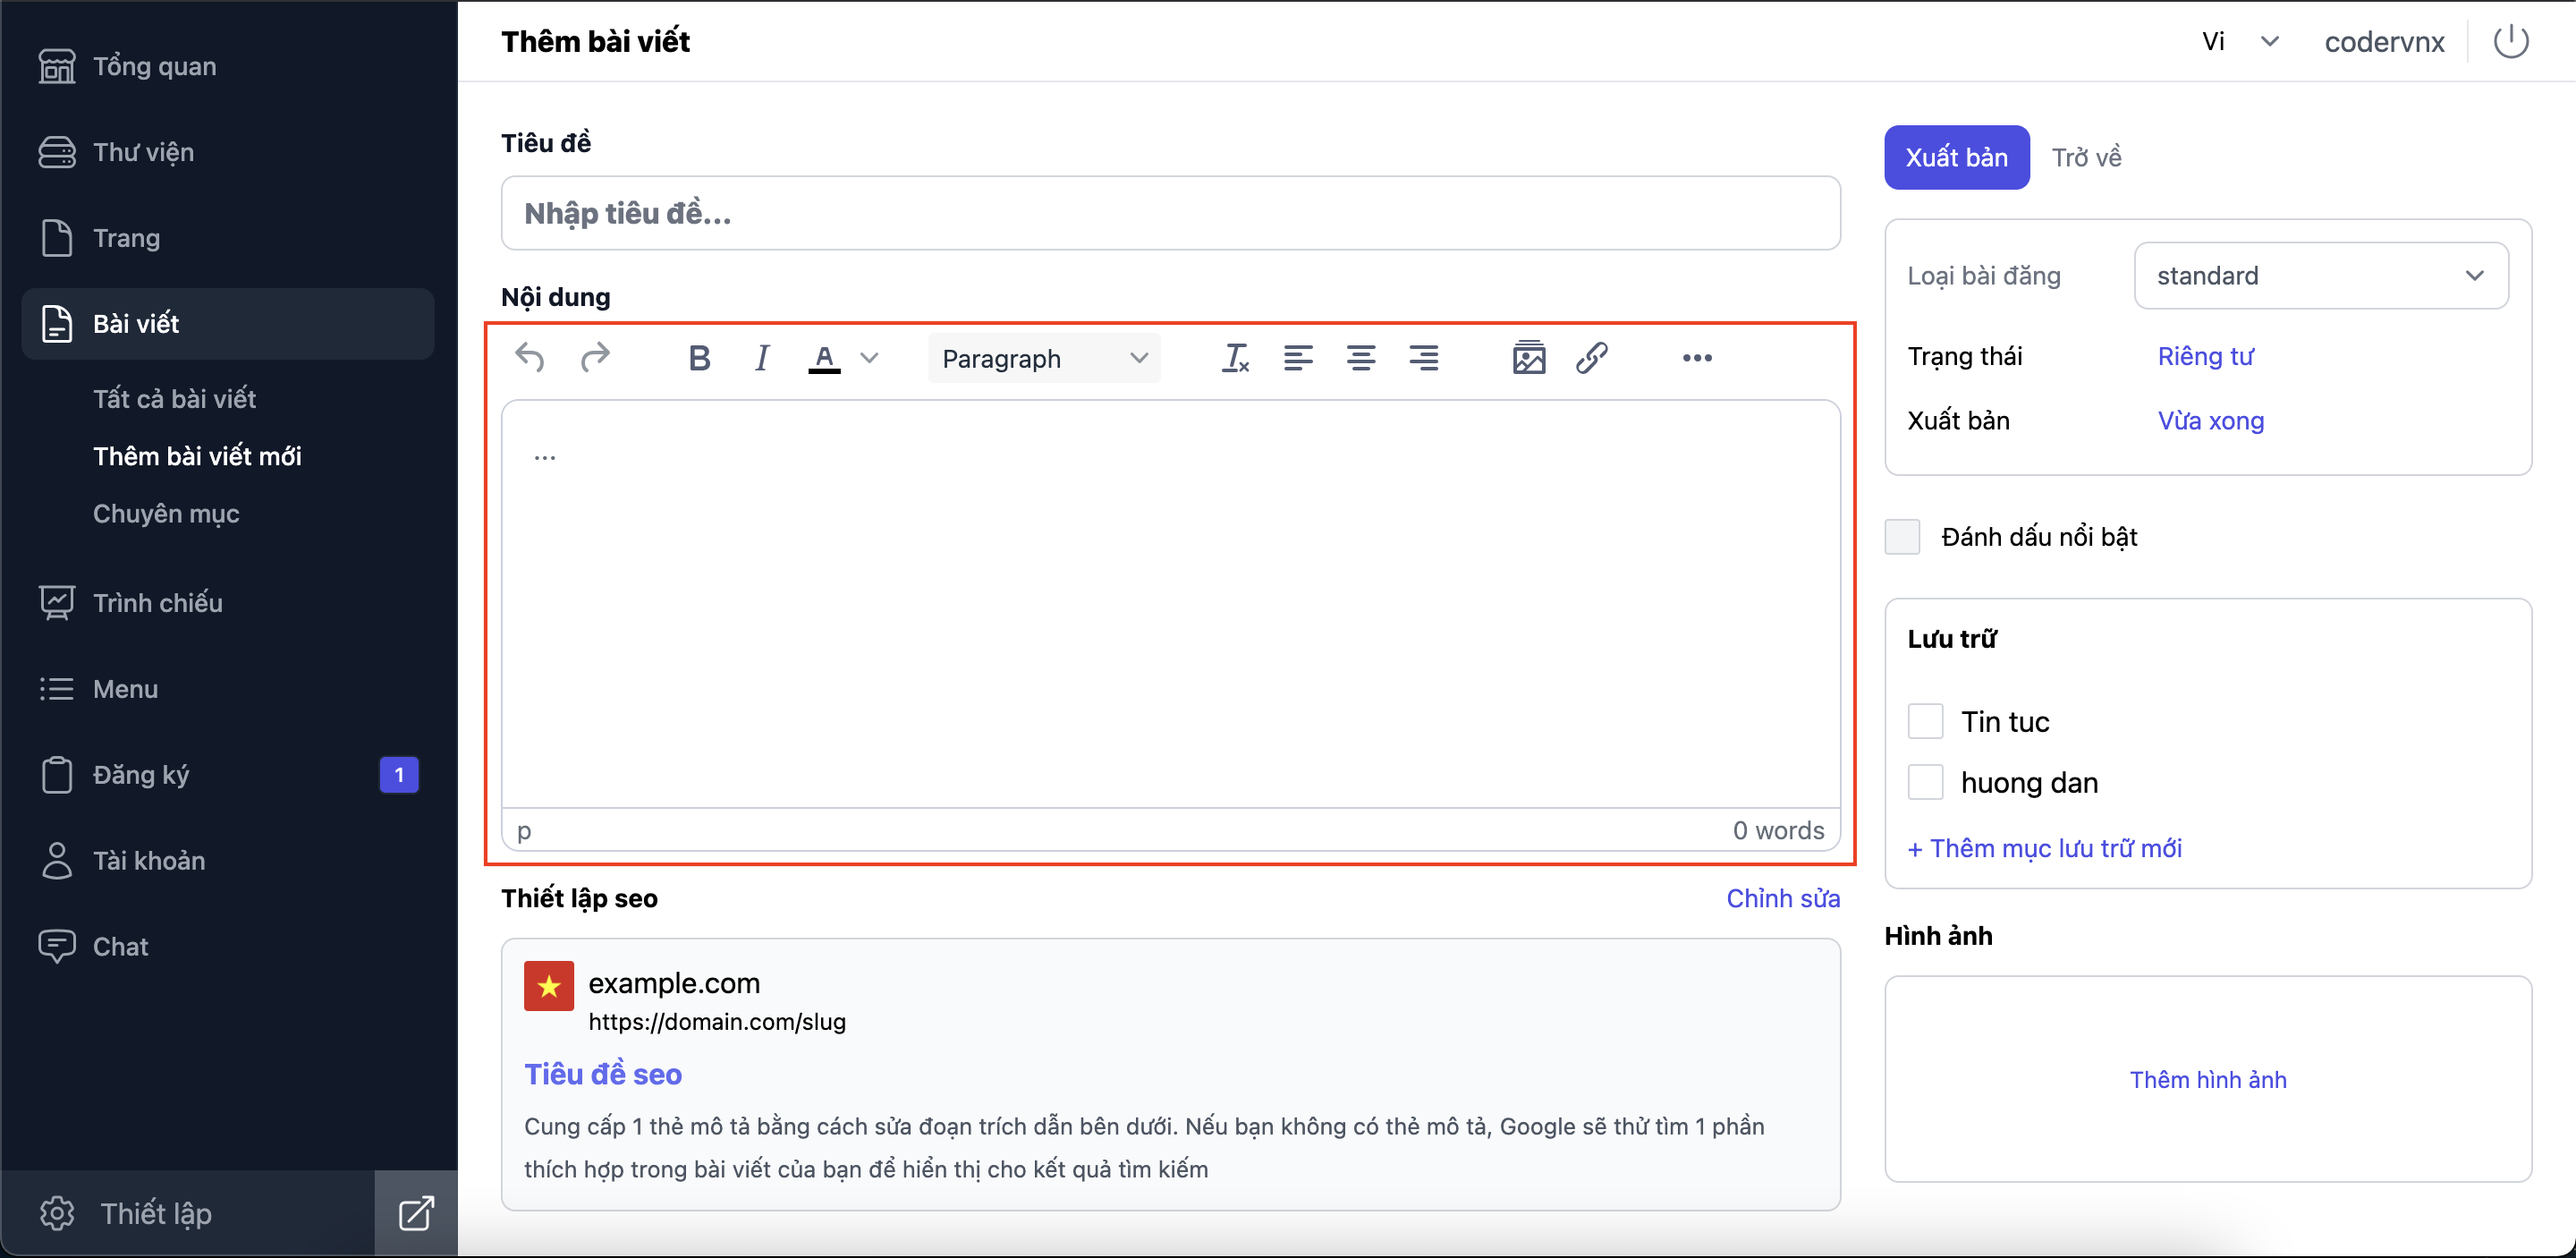 Tổng quan
Thư viện
Trang
Bài viết
Tất cả bài viết
Thêm bài viết mới
Chuyên mục
Trình chiếu
Menu
Đăng ký 1
Tài khoản
Chat
Thiết lập
Thêm bài viết
Vi codervnx
Tiêu đề
Nhập tiêu đề...
Nội dung
B I A Paragraph
...
p 0 words
Thiết lập seo Chỉnh sửa
example.com
https://domain.com/slug
Tiêu đề seo
Cung cấp 1 thẻ mô tả bằng cách sửa đoạn trích dẫn bên dưới. Nếu bạn không có thẻ mô tả, Google sẽ thử tìm 1 phần
thích hợp trong bài viết của bạn để hiển thị cho kết quả tìm kiếm
Xuất bản Trở về
Loại bài đăng standard
Trạng thái Riêng tư
Xuất bản Vừa xong
Đánh dấu nổi bật
Lưu trữ
Tin tuc
huong dan
+ Thêm mục lưu trữ mới
Hình ảnh
Thêm hình ảnh